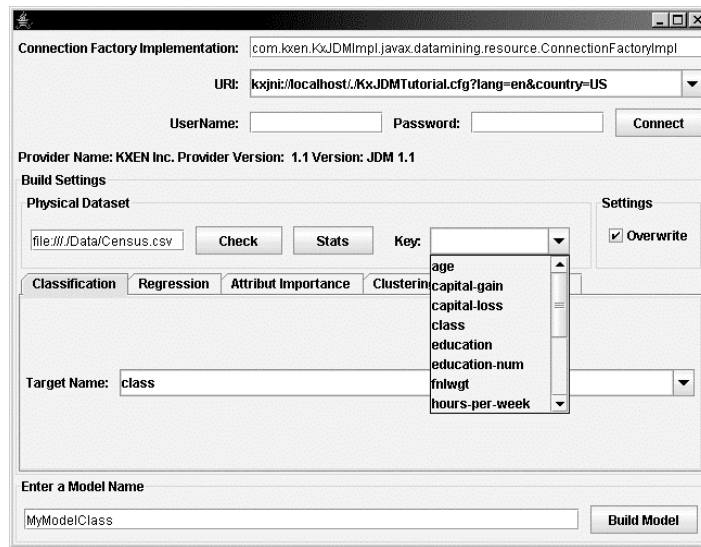 Connection Factory Implementation: com.kxen.KxJDMImpl.javax.datamining.resource.ConnectionFactoryImpl
URI: kxjni://localhost/./KxJDMTutorial.cfg?lang=en&country=US
UserName: Password: Connect
Provider Name: KXEN Inc. Provider Version: 1.1 Version: JDM 1.1
Build Settings
Physical Dataset Settings
file:///./Data/Census.csv Check Stats Key: Overwrite
Classification Regression Attribut Importance Clustering
age
capital-gain
capital-loss
class
education
education-num
fnlwgt
hours-per-week
Target Name: class
Enter a Model Name
MyModelClass Build Model